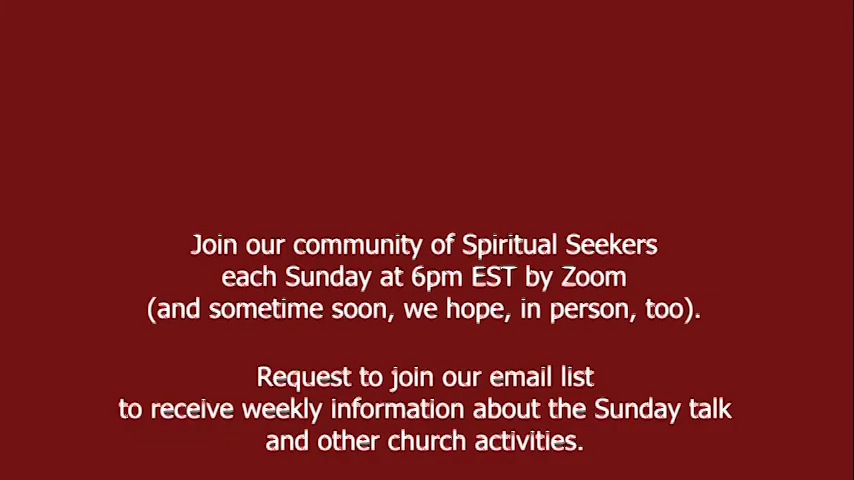 Join our community of Spiritual Seekers
each Sunday at 6pm EST by Zoom
(and sometime soon, we hope, in person, too).
Request to join our email list
to receive weekly information about the Sunday talk
and other church activities.